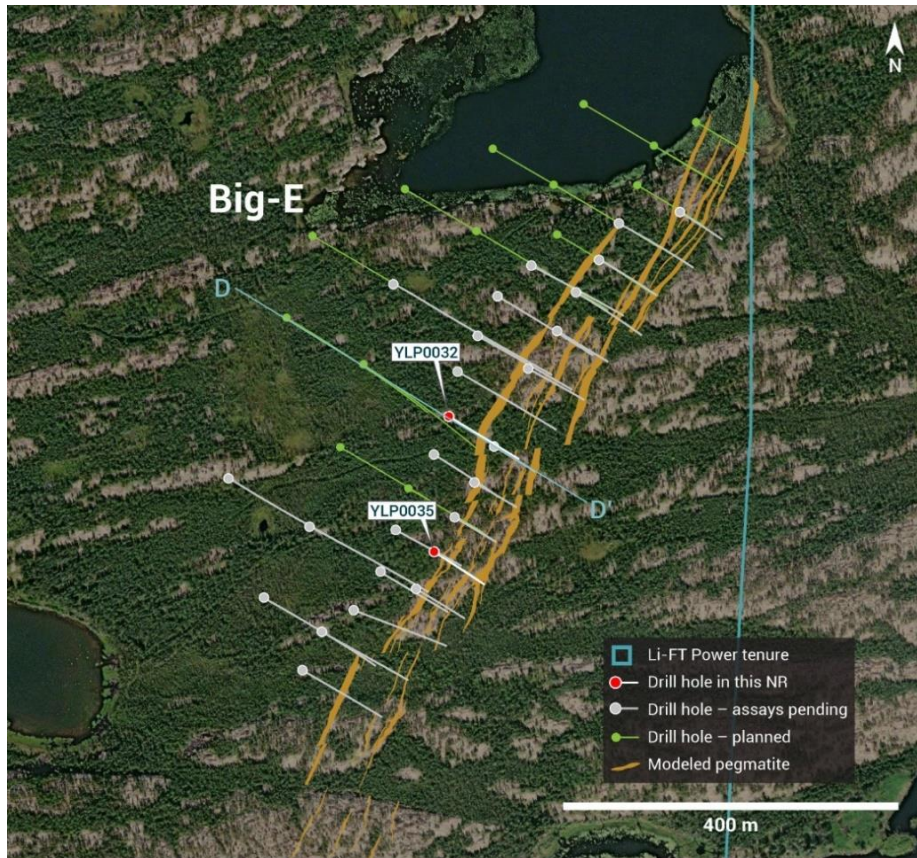 N
Big-E
D
YLP0032
D'
YLP0035
Li-FT Power tenure
Drill hole in this NR
Drill hole – assays pending
Drill hole – planned
Modeled pegmatite
400 m